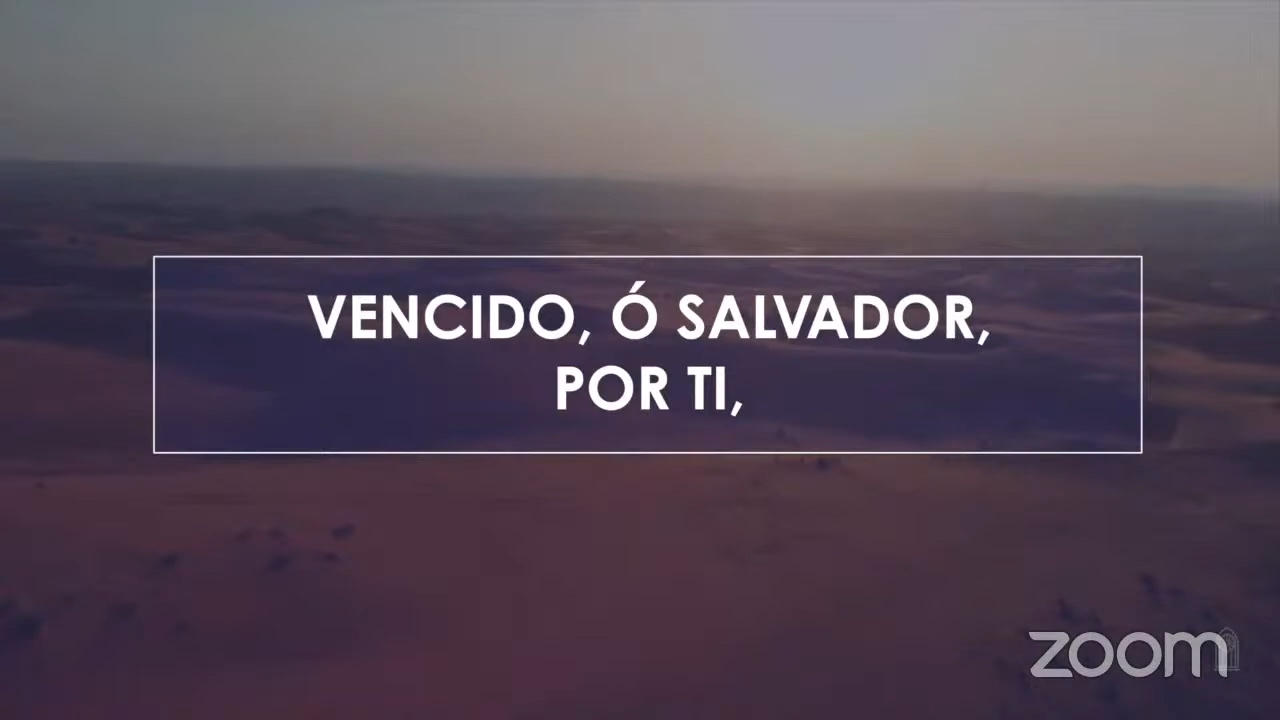 VENCIDO, Ó SALVADOR,
POR TI,
zoom